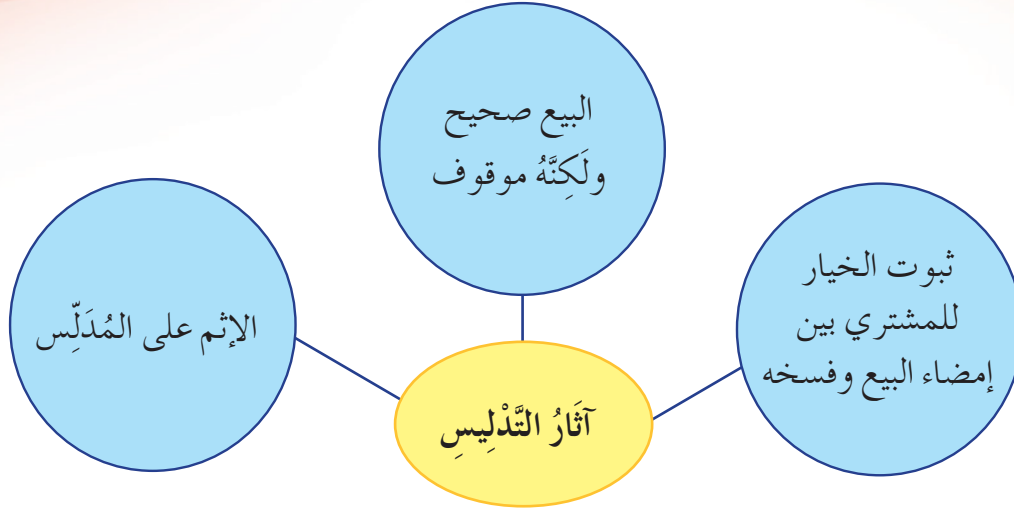 البيع صحيح
ولَكِنَّهُ موقوف
ثبوت الخيار
للمشتري بين
إمضاء البيع وفسخه
الإثم على المُدَلِّس
آثَارُ التَّدْلِيسِ